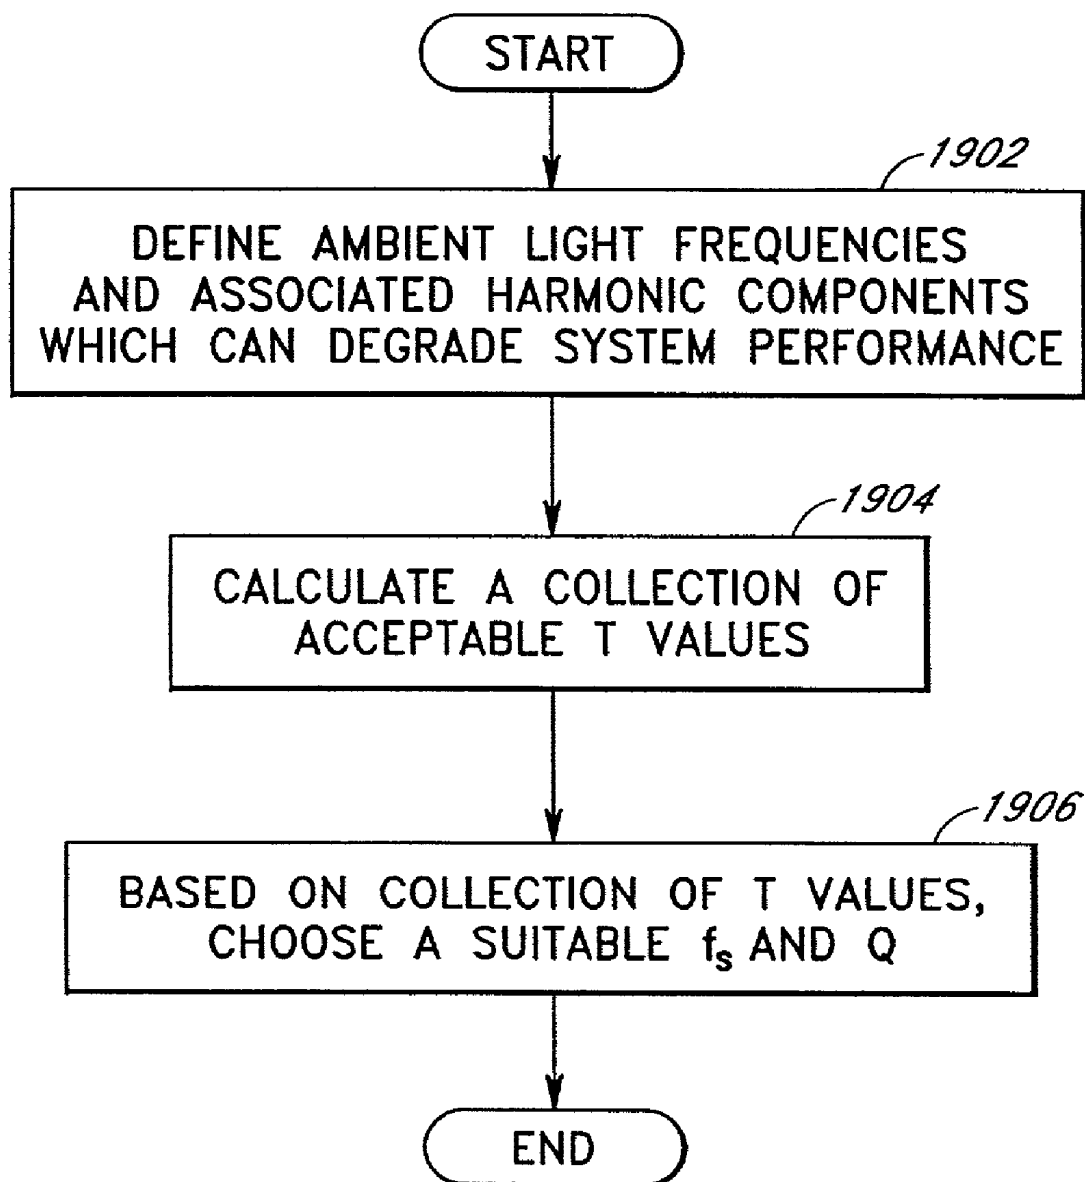 START
1902
DEFINE AMBIENT LIGHT FREQUENCIES
AND ASSOCIATED HARMONIC COMPONENTS
WHICH CAN DEGRADE SYSTEM PERFORMANCE
1904
CALCULATE A COLLECTION OF
ACCEPTABLE T VALUES
1906
BASED ON COLLECTION OF T VALUES,
CHOOSE A SUITABLE fs AND Q
END